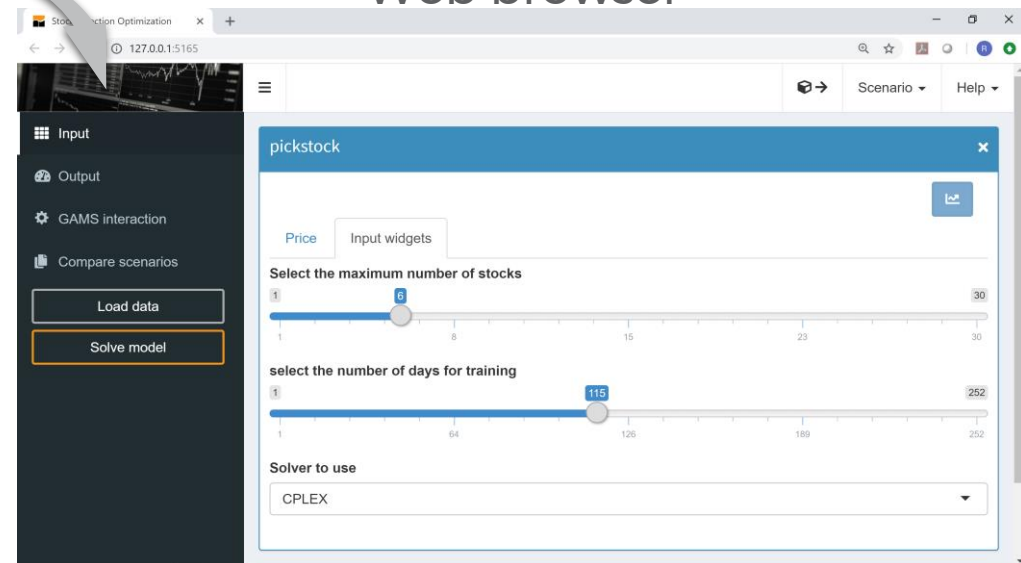 Web browser
Stoc ction Optimization
127.0.0.1:5165
Scenario Help
Input
Output
GAMS interaction
Compare scenarios
Load data
Solve model
pickstock
Price Input widgets
Select the maximum number of stocks
1 6 30
1 8 15 23 30
select the number of days for training
1 115 252
1 64 126 189 252
Solver to use
CPLEX
R